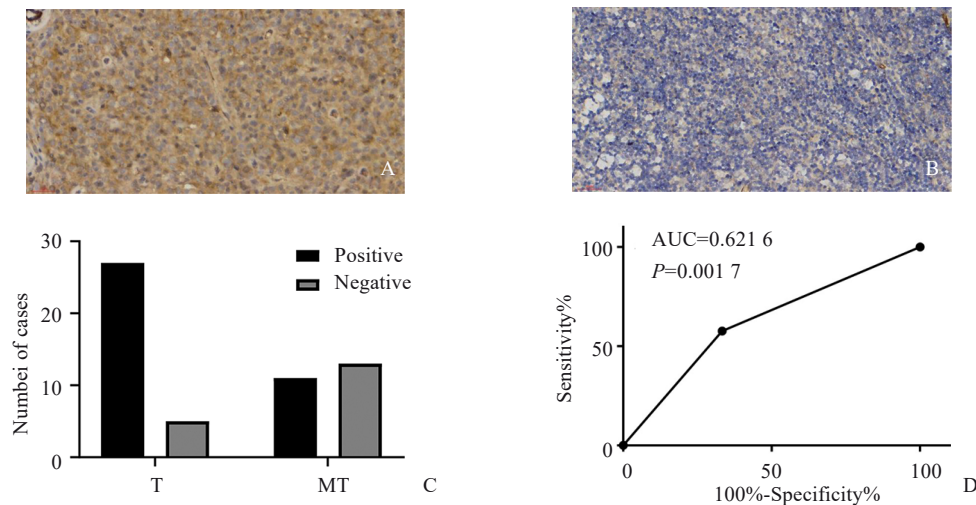 A
B
30
20
10
0
Numbei of cases
Positive
Negative
T
MT
C
AUC=0.621 6
P=0.001 7
100
50
0
Sensitivity%
0
50
100
100%-Specificity%
D